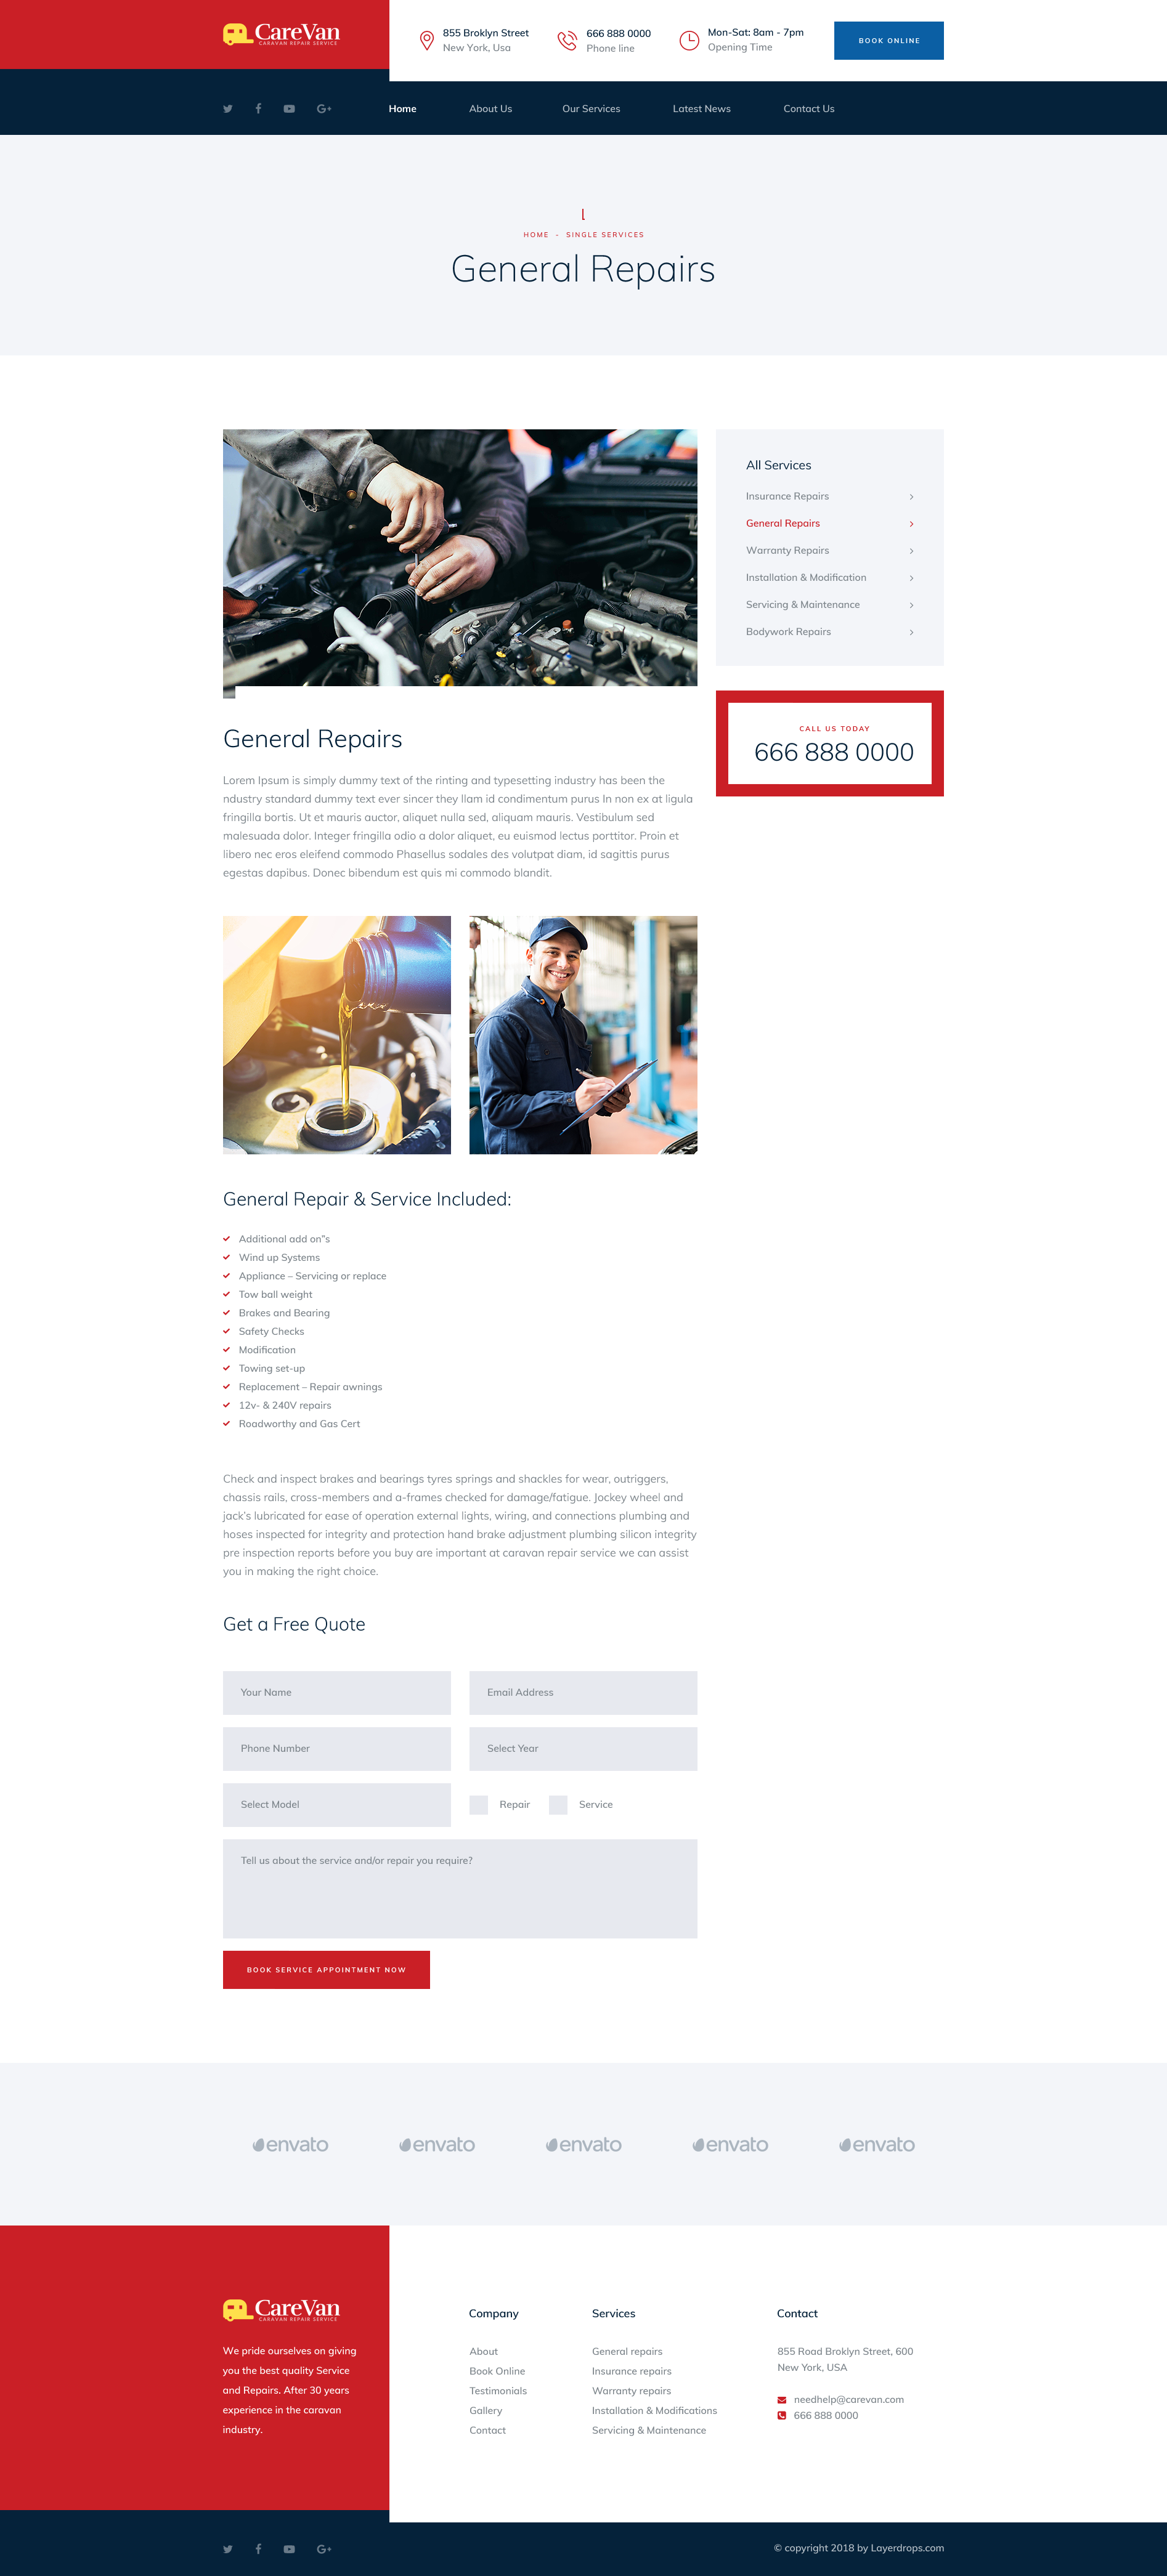 CareVan
CARAVAN REPAIR SERVICE
855 Broklyn Street
New York, Usa
666 888 0000
Phone line
Mon-Sat: 8am - 7pm
Opening Time
BOOK ONLINE
Home
About Us
Our Services
Latest News
Contact Us
HOME - SINGLE SERVICES
General Repairs
All Services
Insurance Repairs
General Repairs
Warranty Repairs
Installation & Modification
Servicing & Maintenance
Bodywork Repairs
CALL US TODAY
666 888 0000
General Repairs
Lorem Ipsum is simply dummy text of the rinting and typesetting industry has been the
ndustry standard dummy text ever sincer they llam id condimentum purus In non ex at ligula
fringilla bortis. Ut et mauris auctor, aliquet nulla sed, aliquam mauris. Vestibulum sed
malesuada dolor. Integer fringilla odio a dolor aliquet, eu euismod lectus porttitor. Proin et
libero nec eros eleifend commodo Phasellus sodales des volutpat diam, id sagittis purus
egestas dapibus. Donec bibendum est quis mi commodo blandit.
General Repair & Service Included:
Additional add on"s
Wind up Systems
Appliance – Servicing or replace
Tow ball weight
Brakes and Bearing
Safety Checks
Modification
Towing set-up
Replacement – Repair awnings
12v- & 240V repairs
Roadworthy and Gas Cert
Check and inspect brakes and bearings tyres springs and shackles for wear, outriggers,
chassis rails, cross-members and a-frames checked for damage/fatigue. Jockey wheel and
jack's lubricated for ease of operation external lights, wiring, and connections plumbing and
hoses inspected for integrity and protection hand brake adjustment plumbing silicon integrity
pre inspection reports before you buy are important at caravan repair service we can assist
you in making the right choice.
Get a Free Quote
Your Name
Email Address
Phone Number
Select Year
Select Model
Repair
Service
Tell us about the service and/or repair you require?
BOOK SERVICE APPOINTMENT NOW
envato
envato
envato
envato
envato
CareVan
CARAVAN REPAIR SERVICE
We pride ourselves on giving
you the best quality Service
and Repairs. After 30 years
experience in the caravan
industry.
Company
About
Book Online
Testimonials
Gallery
Contact
Services
General repairs
Insurance repairs
Warranty repairs
Installation & Modifications
Servicing & Maintenance
Contact
855 Road Broklyn Street, 600
New York, USA
needhelp@carevan.com
666 888 0000
© copyright 2018 by Layerdrops.com